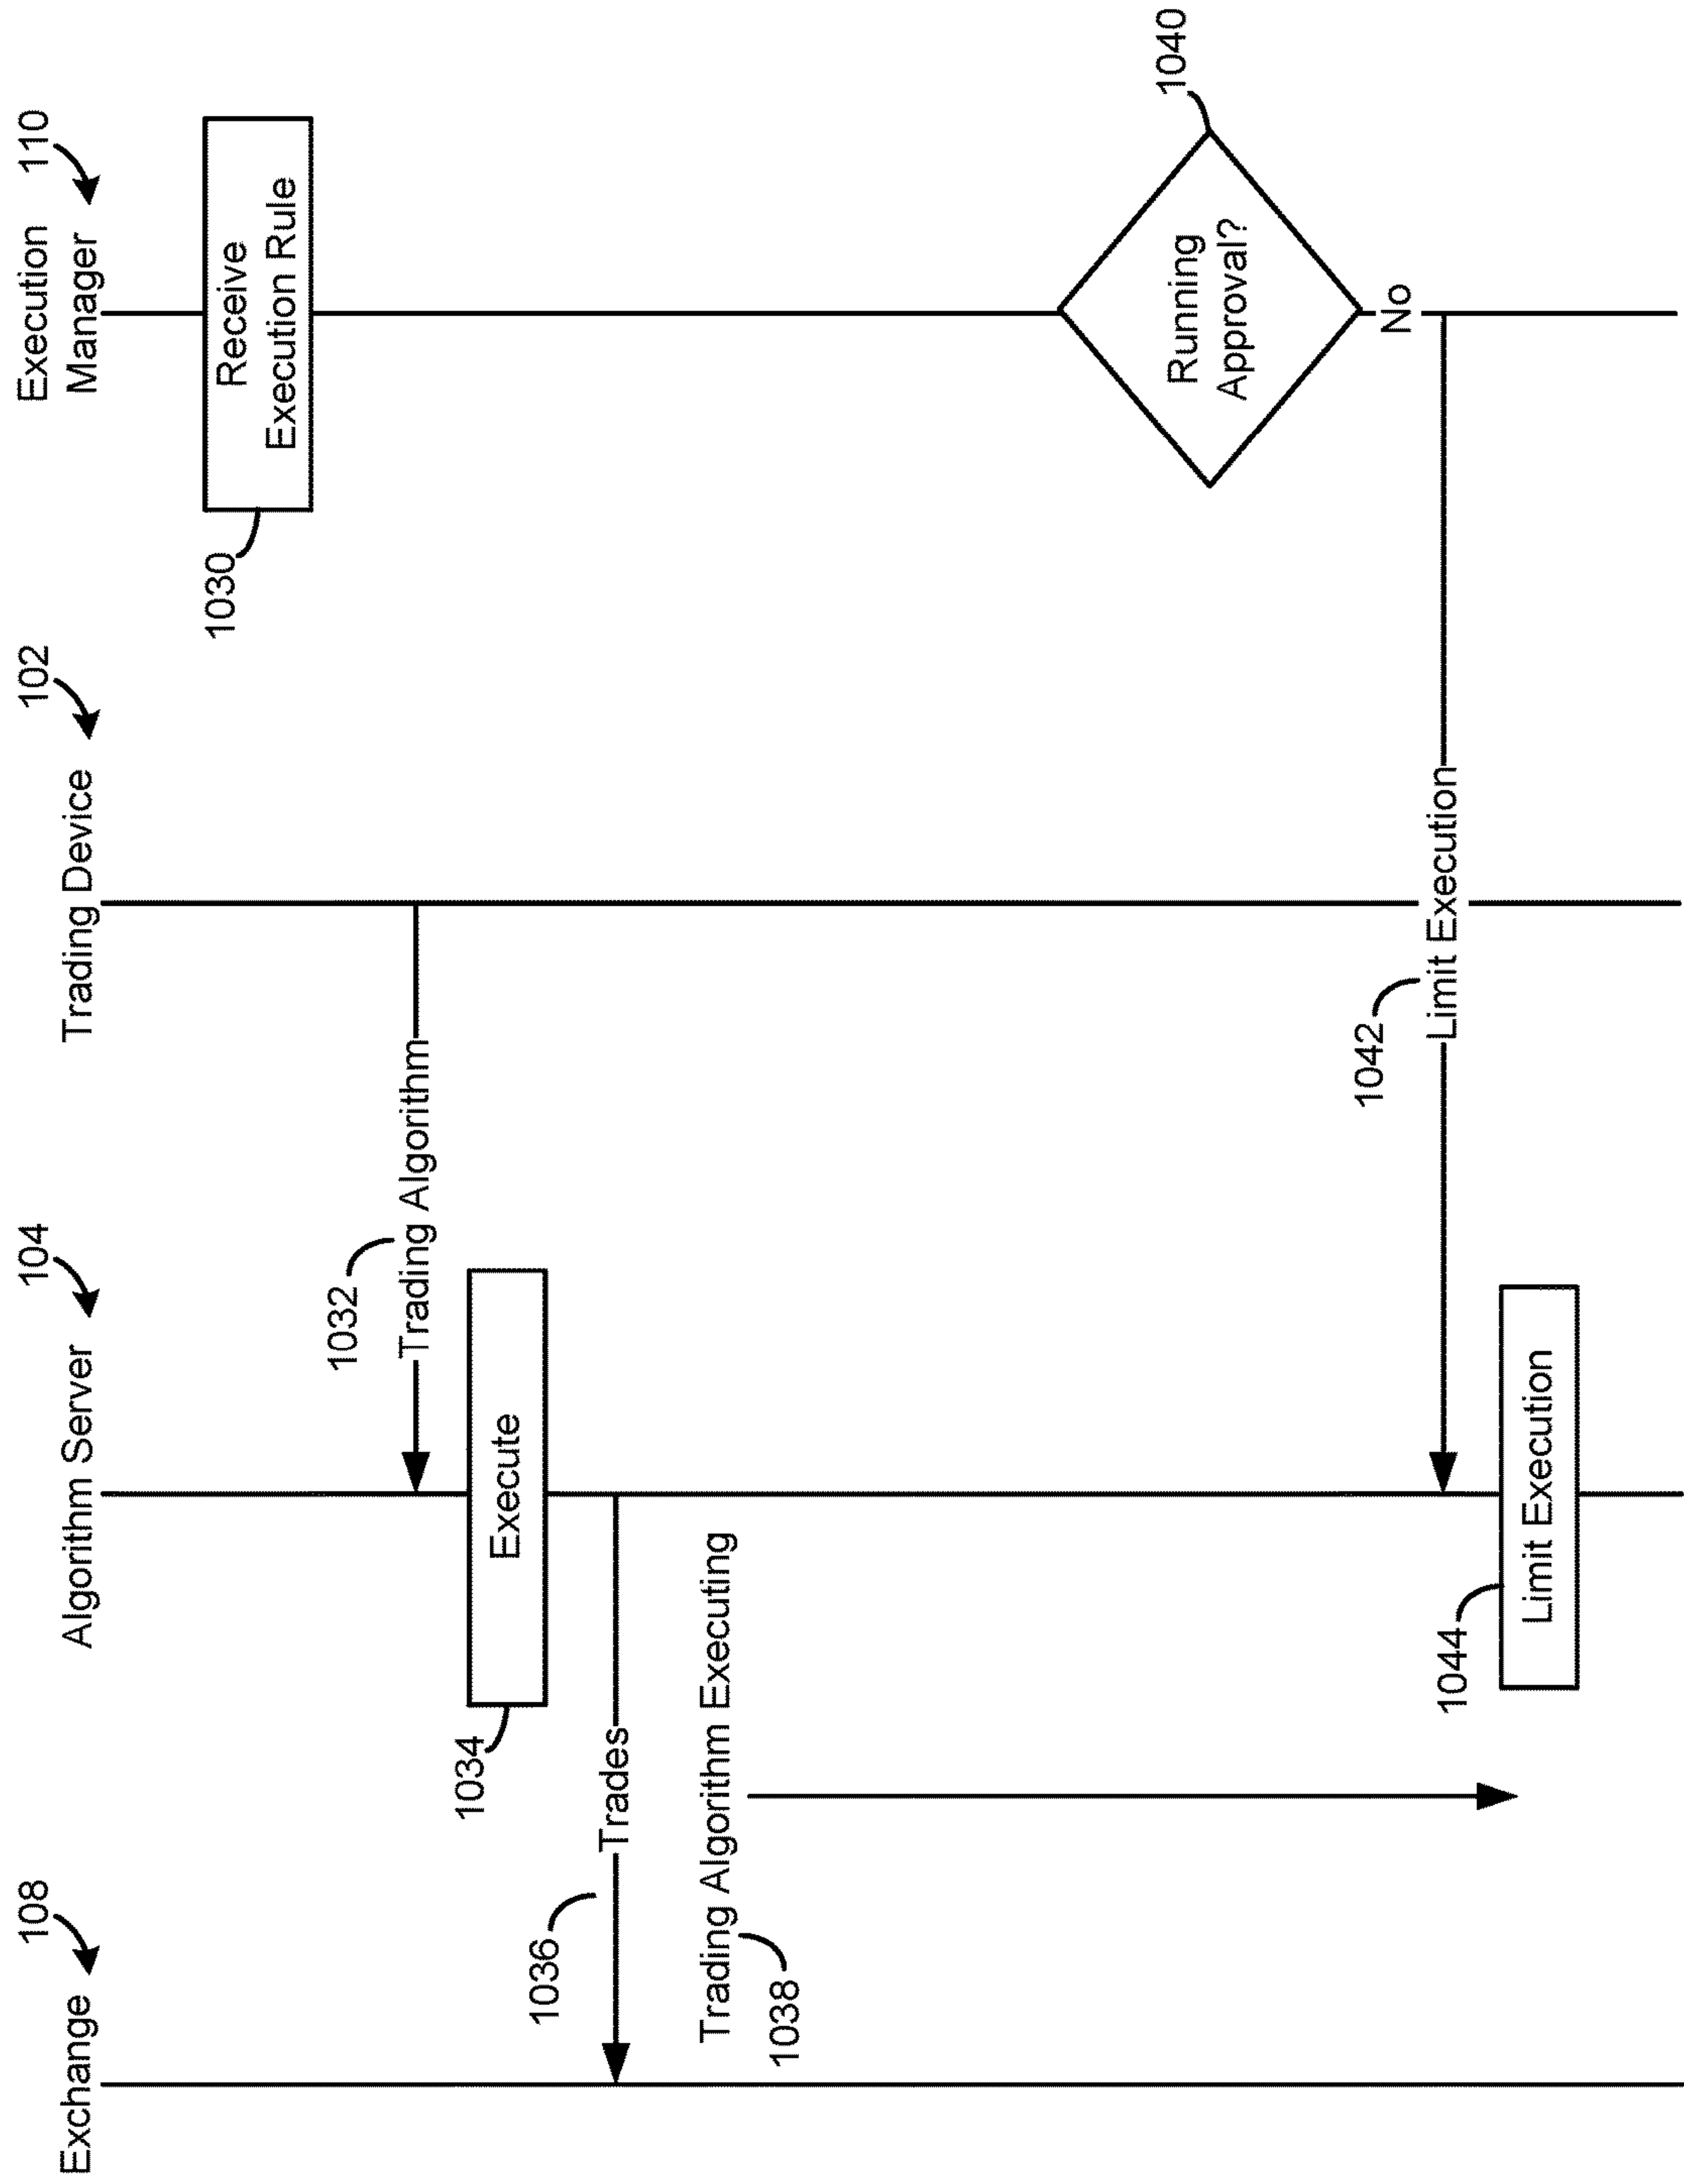 108
Exchange
104
Algorithm Server
102
Trading Device
110
Execution
Manager
Receive
Execution Rule
1030
1032
Trading Algorithm
Execute
1034
1036
Trades
Trading Algorithm Executing
1038
Running
Approval?
1040
No
1042
Limit Execution
Limit Execution
1044